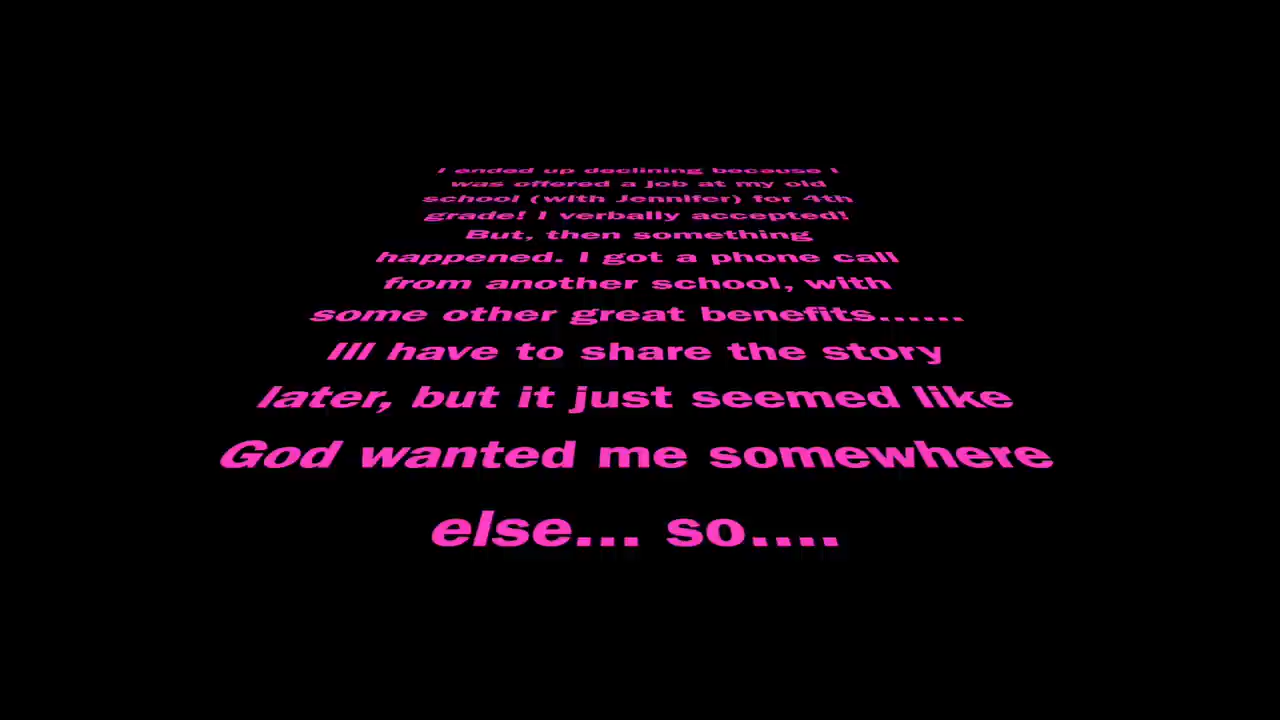 I ended up declining because I
was offered a job at my old
school (with Jennifer) for 4th
grade! I verbally accepted!
But, then something
happened. I got a phone call
from another school, with
some other great benefits......
Ill have to share the story
later, but it just seemed like
God wanted me somewhere
else... so....